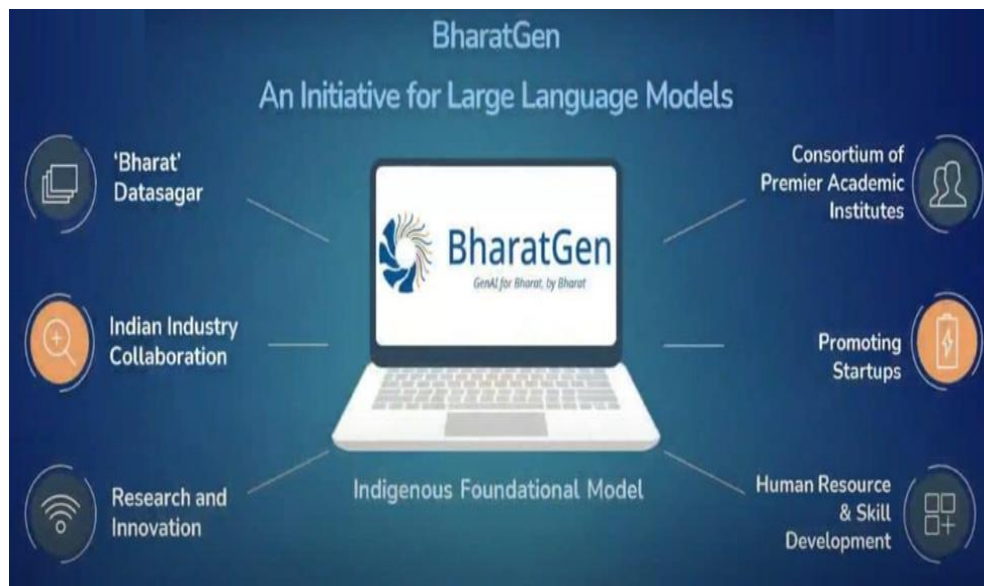 BharatGen
An Initiative for Large Language Models
'Bharat'
Datasagar
Indian Industry
Collaboration
Research and
Innovation
BharatGen
GenAI for Bharat, by Bharat
Indigenous Foundational Model
Consortium of
Premier Academic
Institutes
Promoting
Startups
Human Resource
& Skill
Development